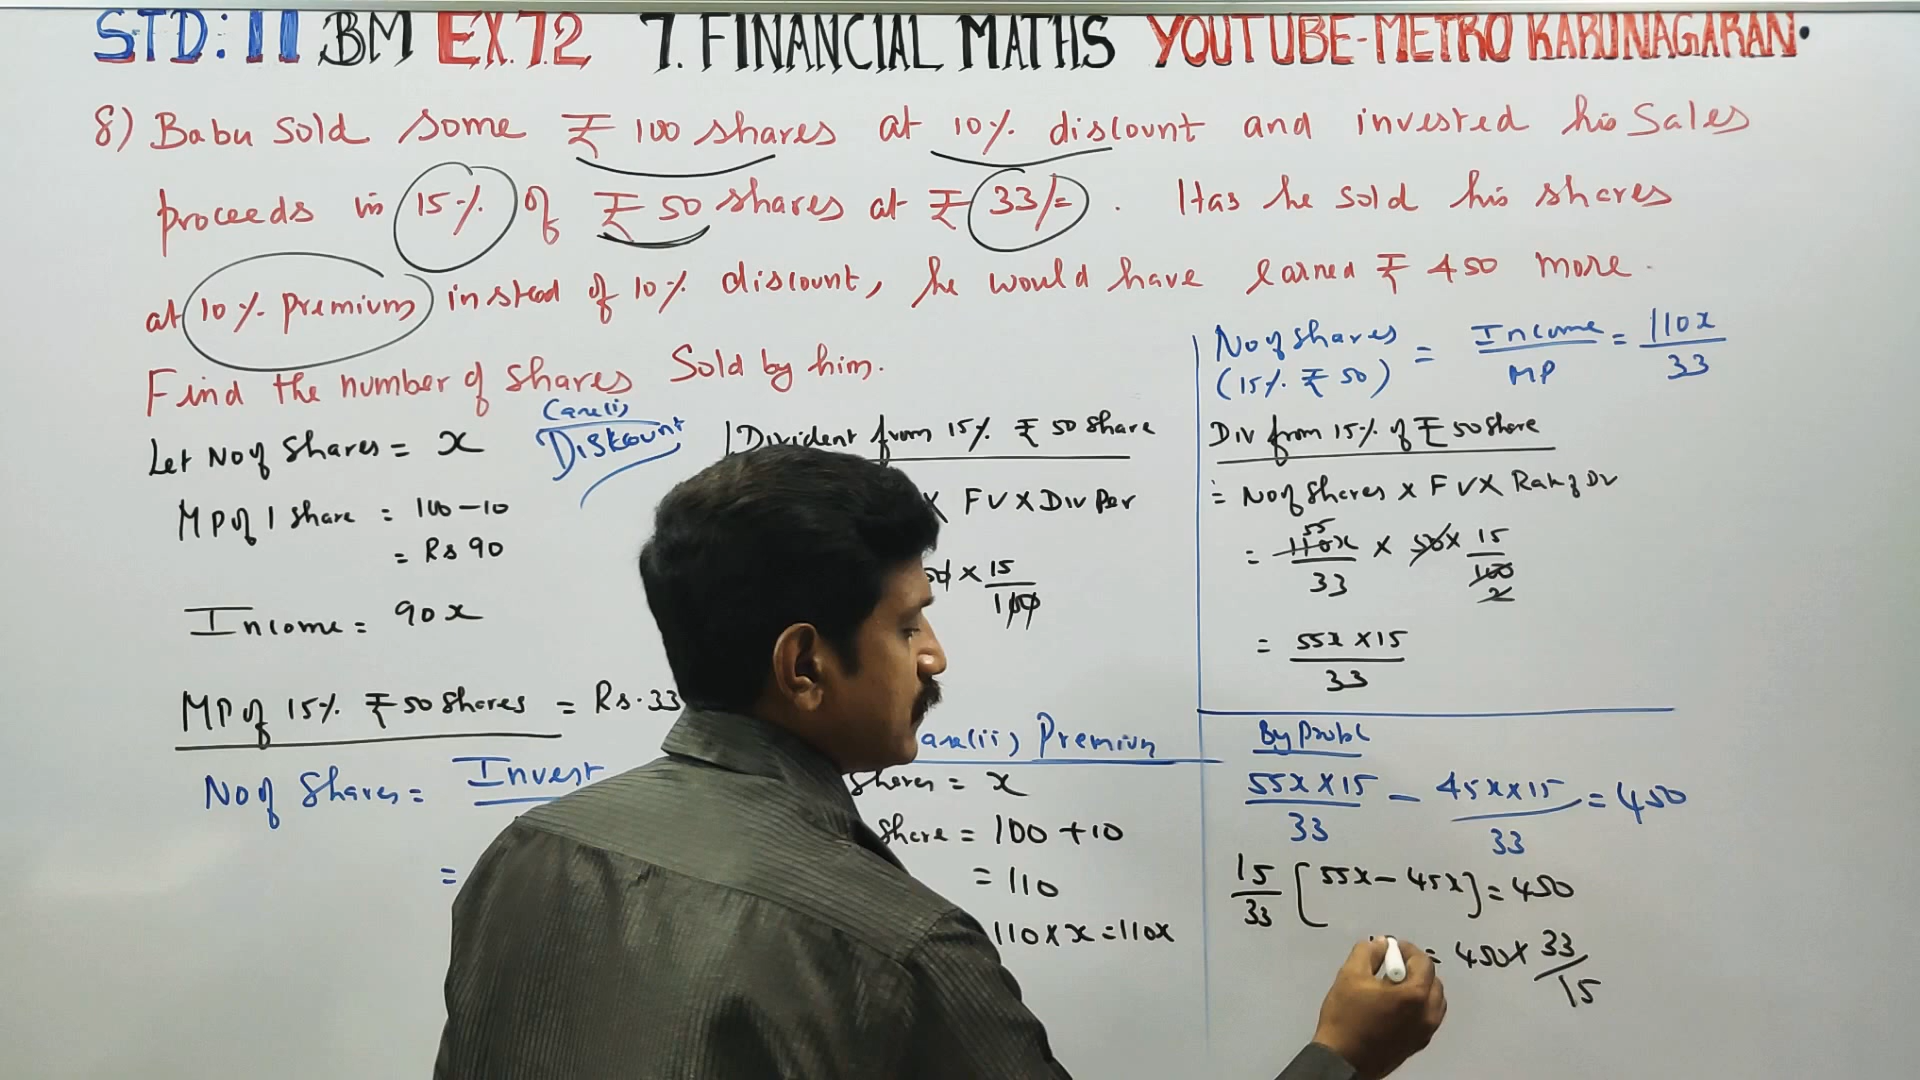 STD: 11 BM EX.7.2 7. FINANCIAL MATHS YOUTUBE-METRO KARUNAGARAN.
8) Babu sold some ₹ 100 shares at 10% discount and invested his Sales
proceeds in 15% of ₹ 50 shares at ₹ 33/= . Has he sold his shares
at 10% premium instead of 10% discount, he would have earned ₹ 450 more.
Find the number of shares Sold by him.
Let No of Shares = x
MP of 1 share = 100 - 10
= Rs 90
Income = 90x
MP of 15% ₹ 50 Shares = Rs. 33
No of Shares = Invest
=
Case(i)
Discount
Divident from 15% ₹ 50 Share
x FV x Div Per
x 15/100
(ii) Premium
Shares = x
Share = 100 + 10
= 110
110 x x = 110x
No of Shares (15% ₹ 50) = Income/MP = 110x/33
Div from 15% of ₹ 50 Share
= No of Shares x FV x Rate of Div
= 110x/33 x 50 x 15/100
55
2
= 55x x 15/33
By Probl
55x x 15/33 - 45x x 15/33 = 450
15/33 [55x - 45x] = 450
= 450 x 33/15